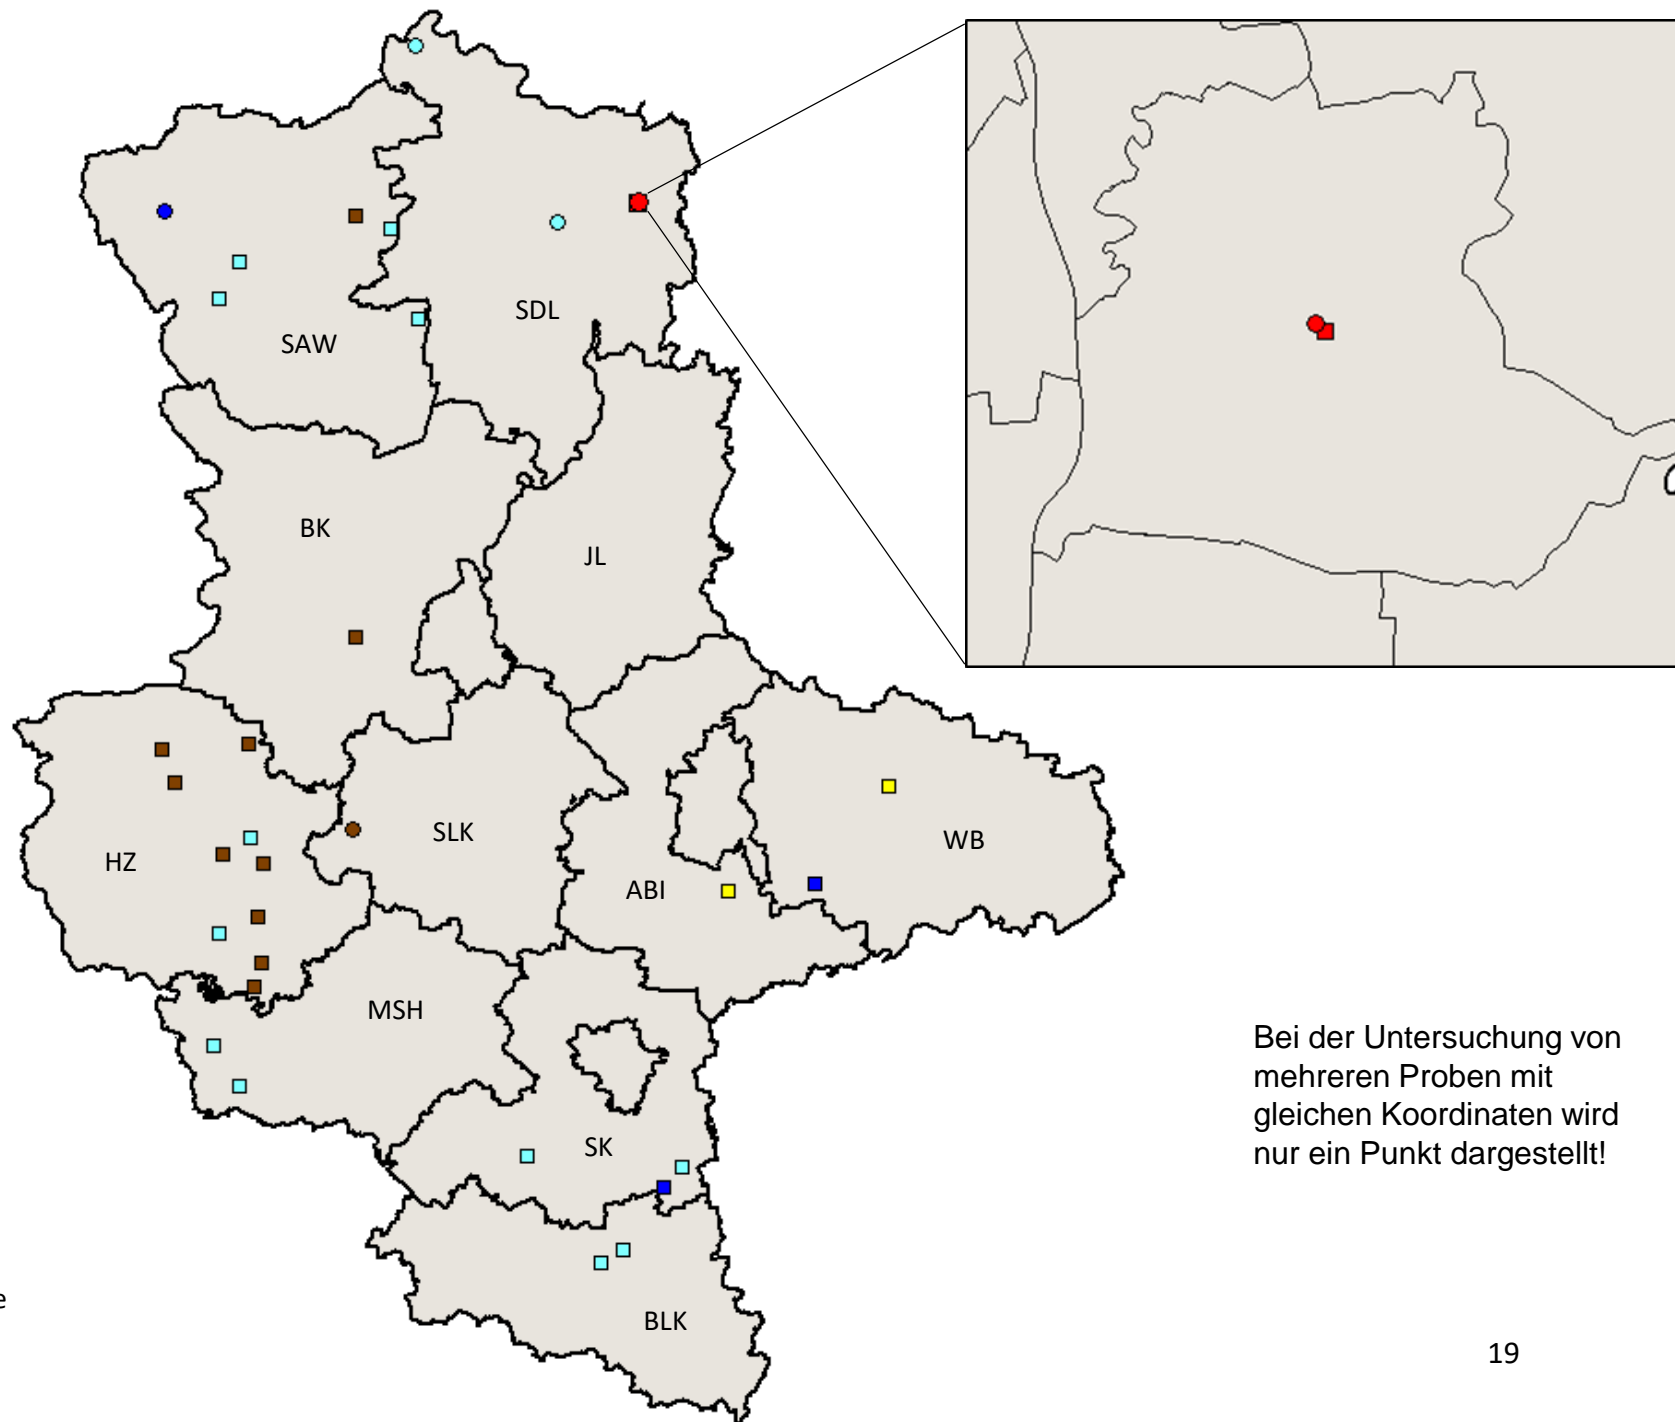 SDL
SAW
BK
JL
SLK
WB
HZ
ABI
MSH
Bei der Untersuchung von
mehreren Proben mit
gleichen Koordinaten wird
nur ein Punkt dargestellt!
SK
BLK
19